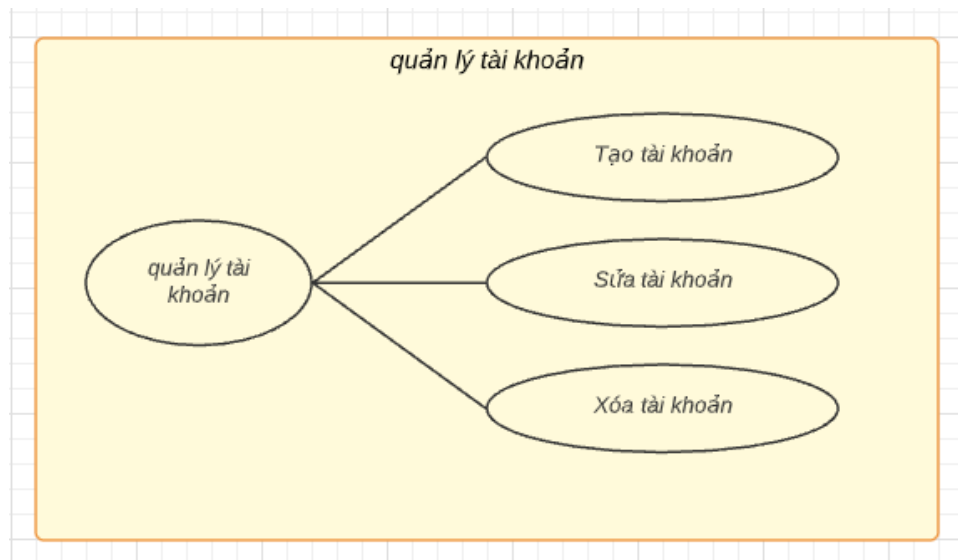 quản lý tài khoản
Tạo tài khoản
quản lý tài
khoản
Sửa tài khoản
Xóa tài khoản